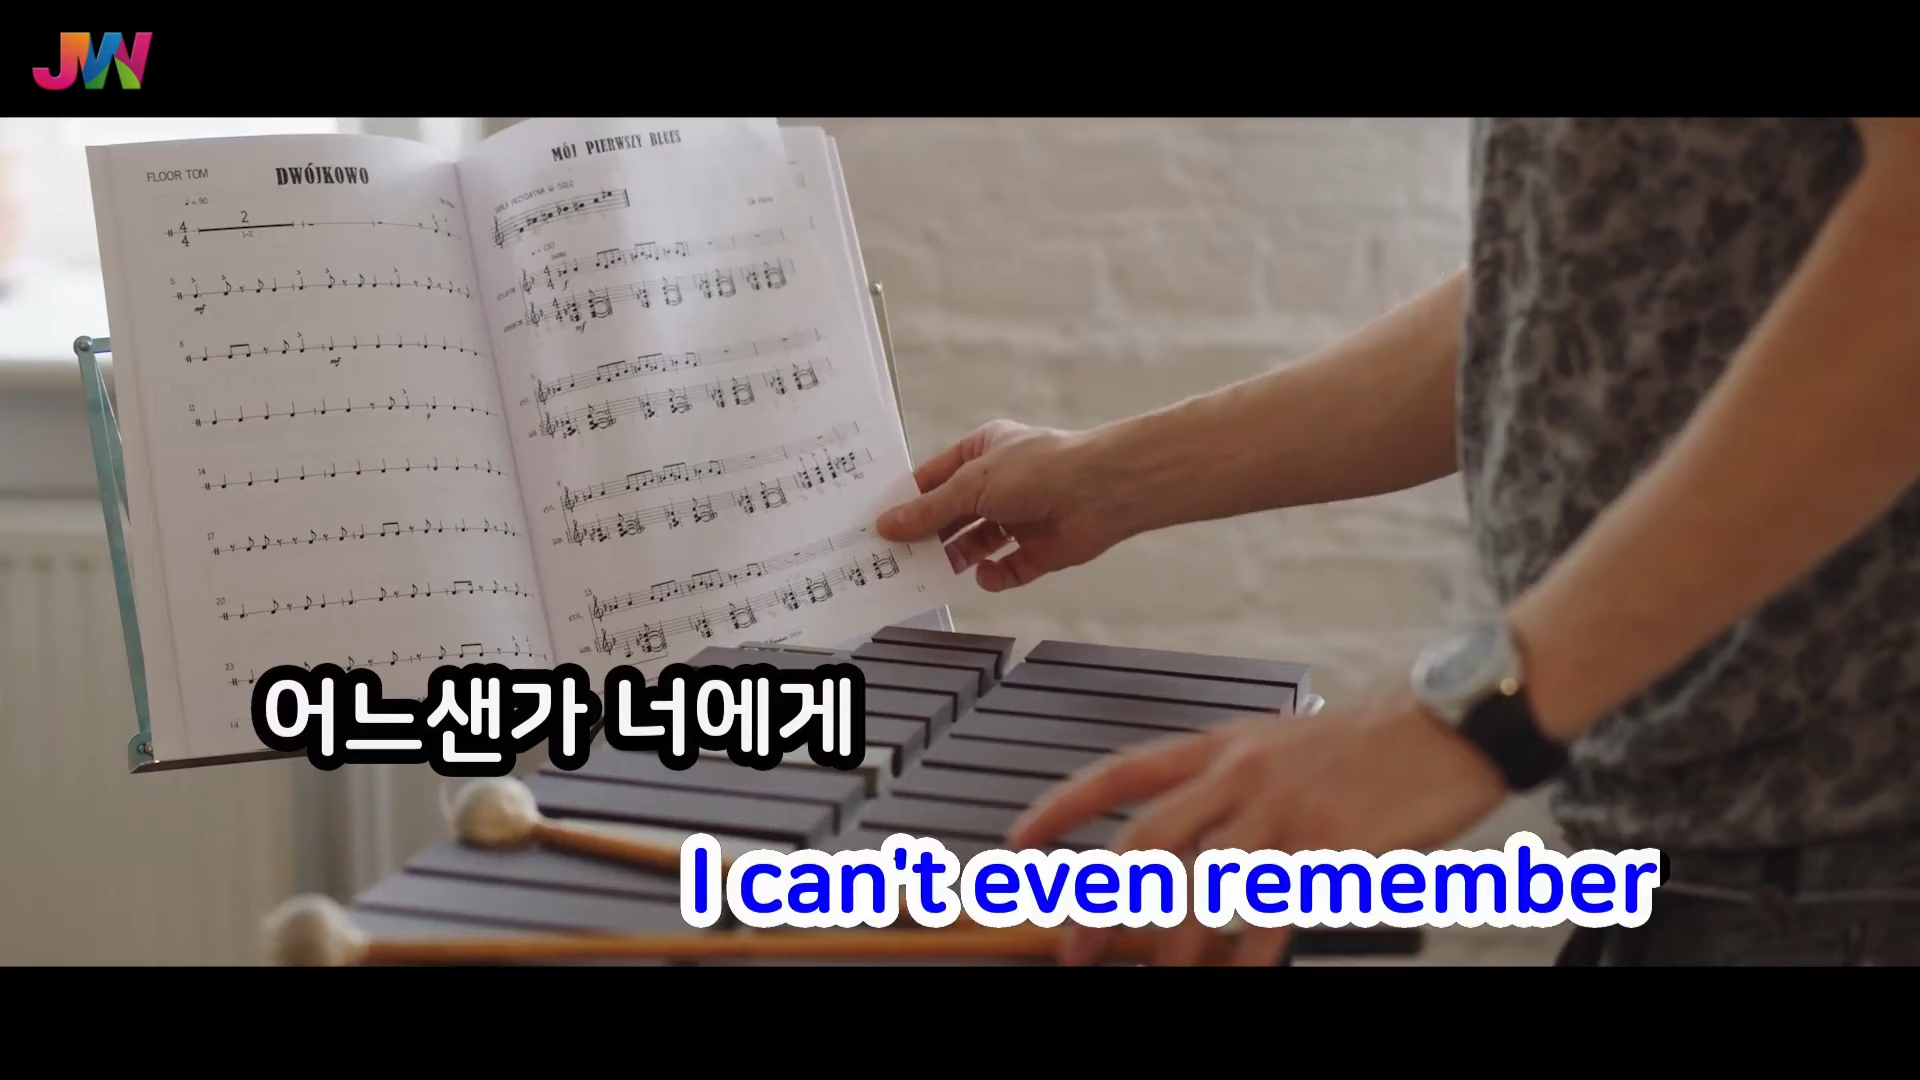 JW
FLOOR TOM
DWÓJKOWO
MÓJ PIERWSZY BLUES
어느샌가 너에게
I can't even remember